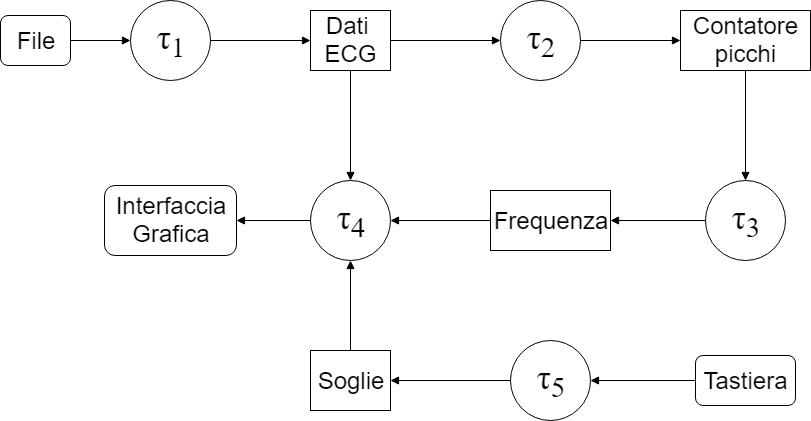 File
τ1
Dati
ECG
τ2
Contatore
picchi
Interfaccia
Grafica
τ4
Frequenza
τ3
Soglie
τ5
Tastiera